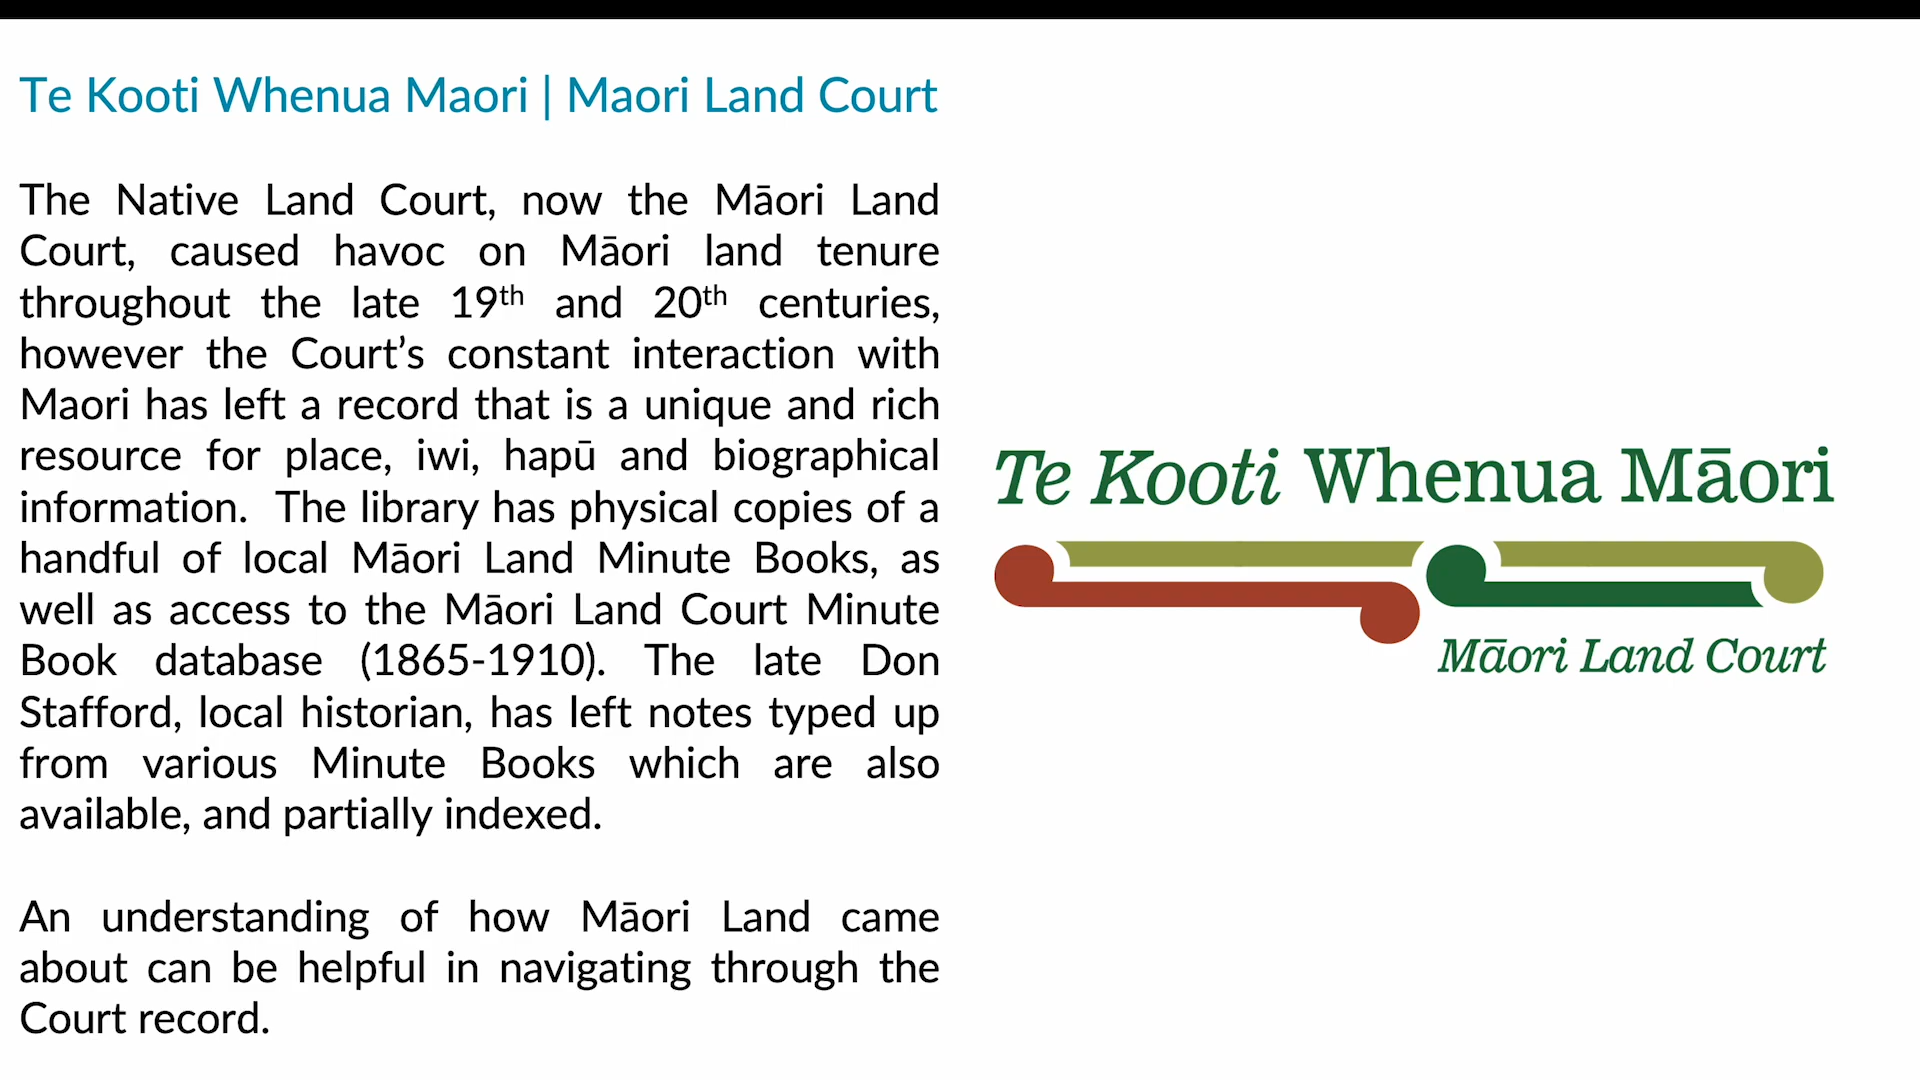 Te Kooti Whenua Maori | Maori Land Court
The Native Land Court, now the Māori Land
Court, caused havoc on Māori land tenure
throughout the late 19th and 20th centuries,
however the Court’s constant interaction with
Maori has left a record that is a unique and rich
resource for place, iwi, hapū and biographical
information. The library has physical copies of a
handful of local Māori Land Minute Books, as
well as access to the Māori Land Court Minute
Book database (1865-1910). The late Don
Stafford, local historian, has left notes typed up
from various Minute Books which are also
available, and partially indexed.
An understanding of how Māori Land came
about can be helpful in navigating through the
Court record.
Te Kooti Whenua Māori
Māori Land Court